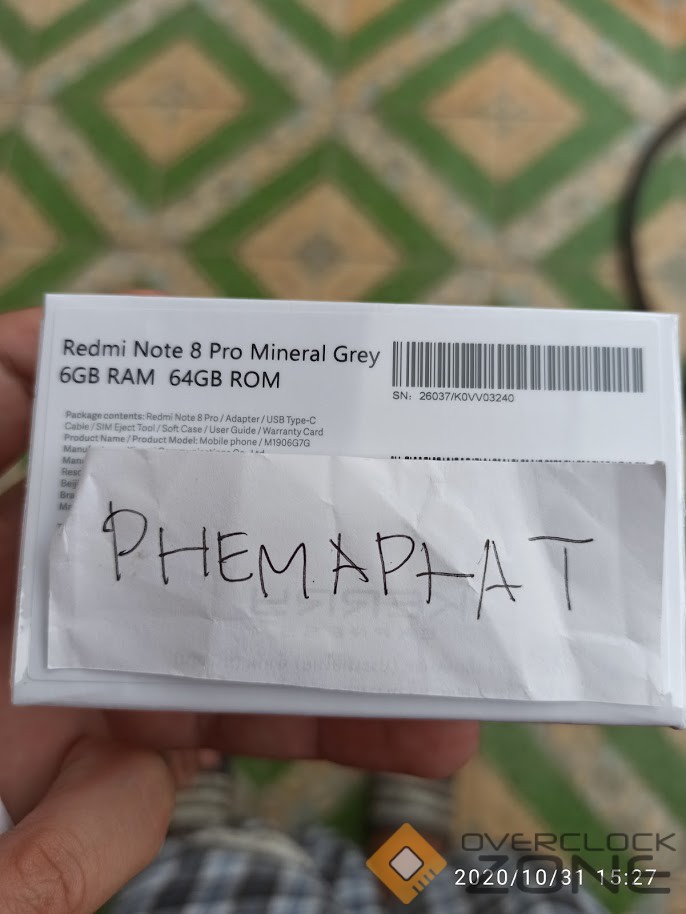 Redmi Note 8 Pro Mineral Grey
6GB RAM 64GB ROM
SN: 26037/K0VV03240
Package contents: Redmi Note 8 Pro / Adapter / USB Type-C
Cable / SIM Eject Tool / Soft Case / User Guide / Warranty Card
Product Name / Product Model: Mobile phone / M1906G7G
PHEMAPHAT
KERRY
OVERCLOCK
ZONE
2020/10/31 15:27